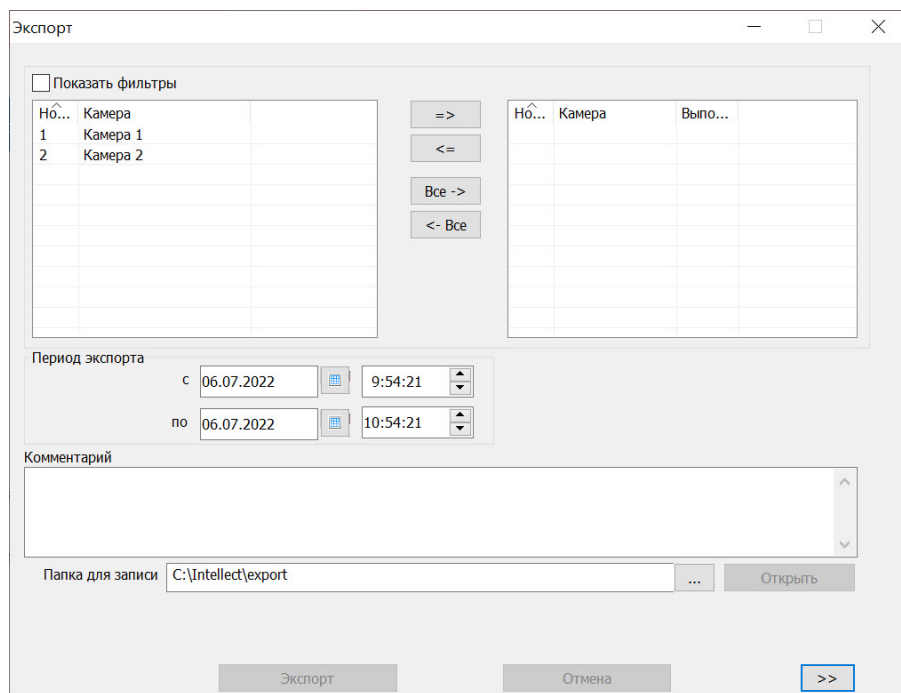 Экспорт
Показать фильтры
Но... Камера
1 Камера 1
2 Камера 2
=>
<=
Все ->
<- Все
Но... Камера Выпо...
Период экспорта
с 06.07.2022 9:54:21
по 06.07.2022 10:54:21
Комментарий
Папка для записи C:\Intellect\export ... Открыть
Экспорт Отмена >>